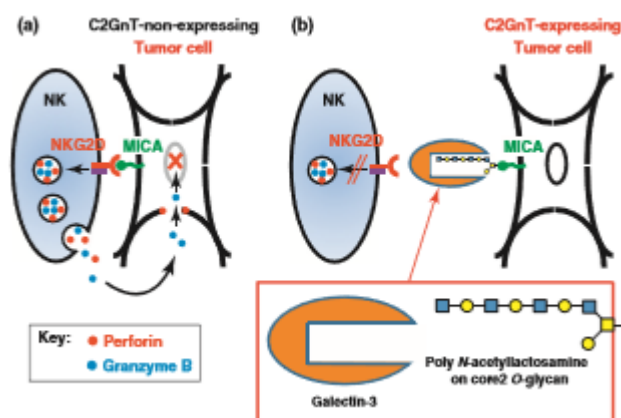 (a)
C2GnT-non-expressing
Tumor cell
NK
NKG2D
MICA
Key:
Perforin
Granzyme B
(b)
C2GnT-expressing
Tumor cell
NK
NKG2D
MICA
Galectin-3
Poly N-acetyllactosamine
on core2 O-glycan